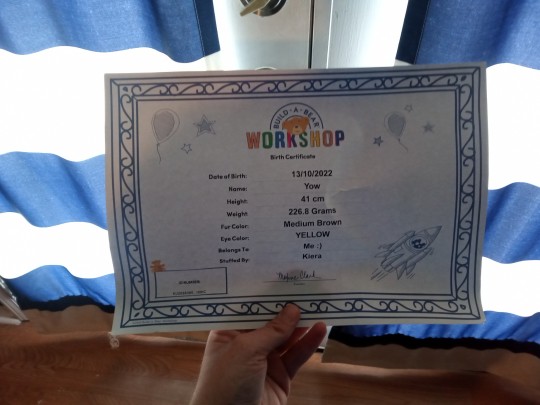 BUILD-A-BEAR
WORKSHOP
Birth Certificate
Date of Birth: 13/10/2022
Name: Yow
Height: 41 cm
Weight: 226.8 Grams
Fur Color: Medium Brown
Eye Color: YELLOW
Belongs To: Me :)
Stuffed By: Kiera